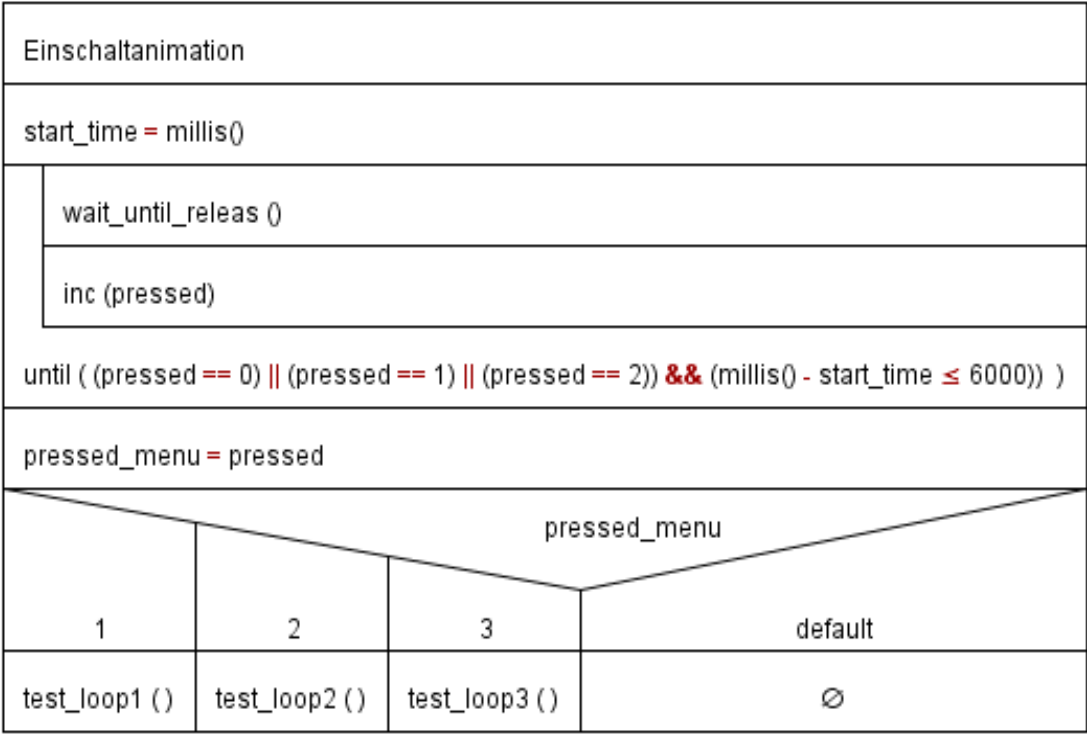 Einschaltanimation
start_time = millis()
wait_until_releas ()
inc (pressed)
until ( (pressed == 0) || (pressed == 1) || (pressed == 2)) && (millis() - start_time ≤ 6000)) )
pressed_menu = pressed
pressed_menu
1 2 3 default
test_loop1 ( ) test_loop2 ( ) test_loop3 ( ) ∅